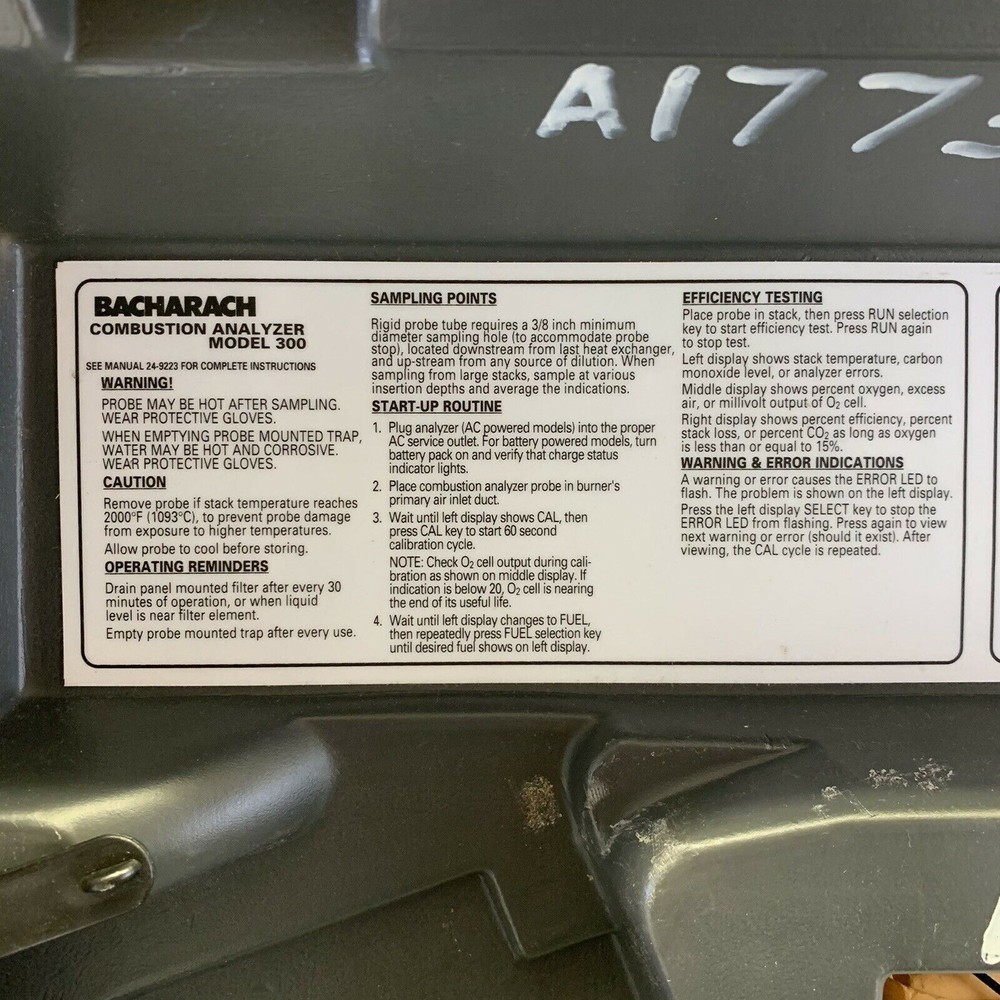 A177
BACHARACH
COMBUSTION ANALYZER
MODEL 300
SEE MANUAL 24-9223 FOR COMPLETE INSTRUCTIONS
WARNING!
PROBE MAY BE HOT AFTER SAMPLING.
WEAR PROTECTIVE GLOVES.
WHEN EMPTYING PROBE MOUNTED TRAP,
WATER MAY BE HOT AND CORROSIVE.
WEAR PROTECTIVE GLOVES.
CAUTION
Remove probe if stack temperature reaches
2000°F (1093°C), to prevent probe damage
from exposure to higher temperatures.
Allow probe to cool before storing.
OPERATING REMINDERS
Drain panel mounted filter after every 30
minutes of operation, or when liquid
level is near filter element.
Empty probe mounted trap after every use.
SAMPLING POINTS
Rigid probe tube requires a 3/8 inch minimum
diameter sampling hole (to accommodate probe
stop), located downstream from last heat exchanger,
and up-stream from any source of dilution. When
sampling from large stacks, sample at various
insertion depths and average the indications.
START-UP ROUTINE
1. Plug analyzer (AC powered models) into the proper
AC service outlet. For battery powered models, turn
battery pack on and verify that charge status
indicator lights.
2. Place combustion analyzer probe in burner's
primary air inlet duct.
3. Wait until left display shows CAL, then
press CAL key to start 60 second
calibration cycle.
NOTE: Check O₂ cell output during cali-
bration as shown on middle display. If
indication is below 20, O₂ cell is nearing
the end of its useful life.
4. Wait until left display changes to FUEL,
then repeatedly press FUEL selection key
until desired fuel shows on left display.
EFFICIENCY TESTING
Place probe in stack, then press RUN selection
key to start efficiency test. Press RUN again
to stop test.
Left display shows stack temperature, carbon
monoxide level, or analyzer errors.
Middle display shows percent oxygen, excess
air, or millivolt output of O₂ cell.
Right display shows percent efficiency, percent
stack loss, or percent CO₂ as long as oxygen
is less than or equal to 15%.
WARNING & ERROR INDICATIONS
A warning or error causes the ERROR LED to
flash. The problem is shown on the left display.
Press the left display SELECT key to stop the
ERROR LED from flashing. Press again to view
next warning or error (should it exist). After
viewing, the CAL cycle is repeated.